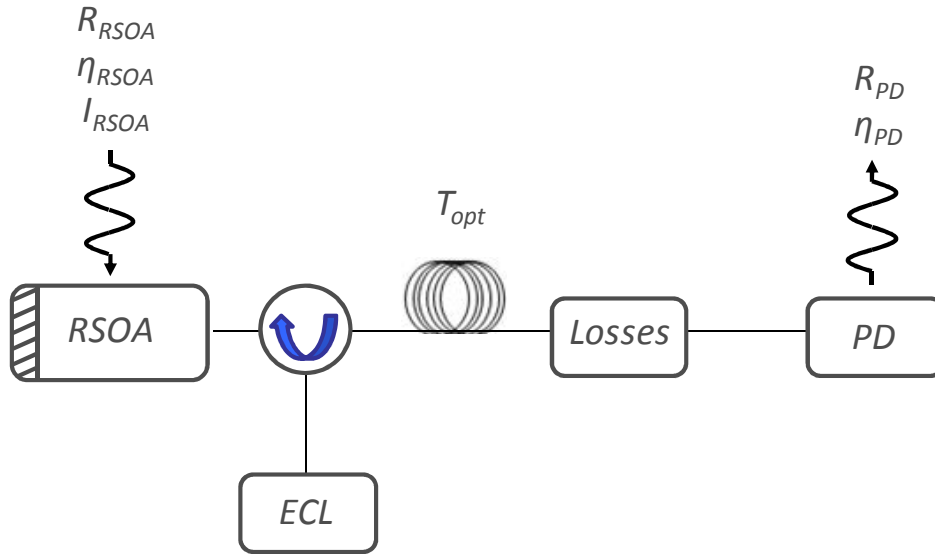 R_RSOA
η_RSOA
I_RSOA
R_PD
η_PD
T_opt
RSOA
Losses
PD
ECL